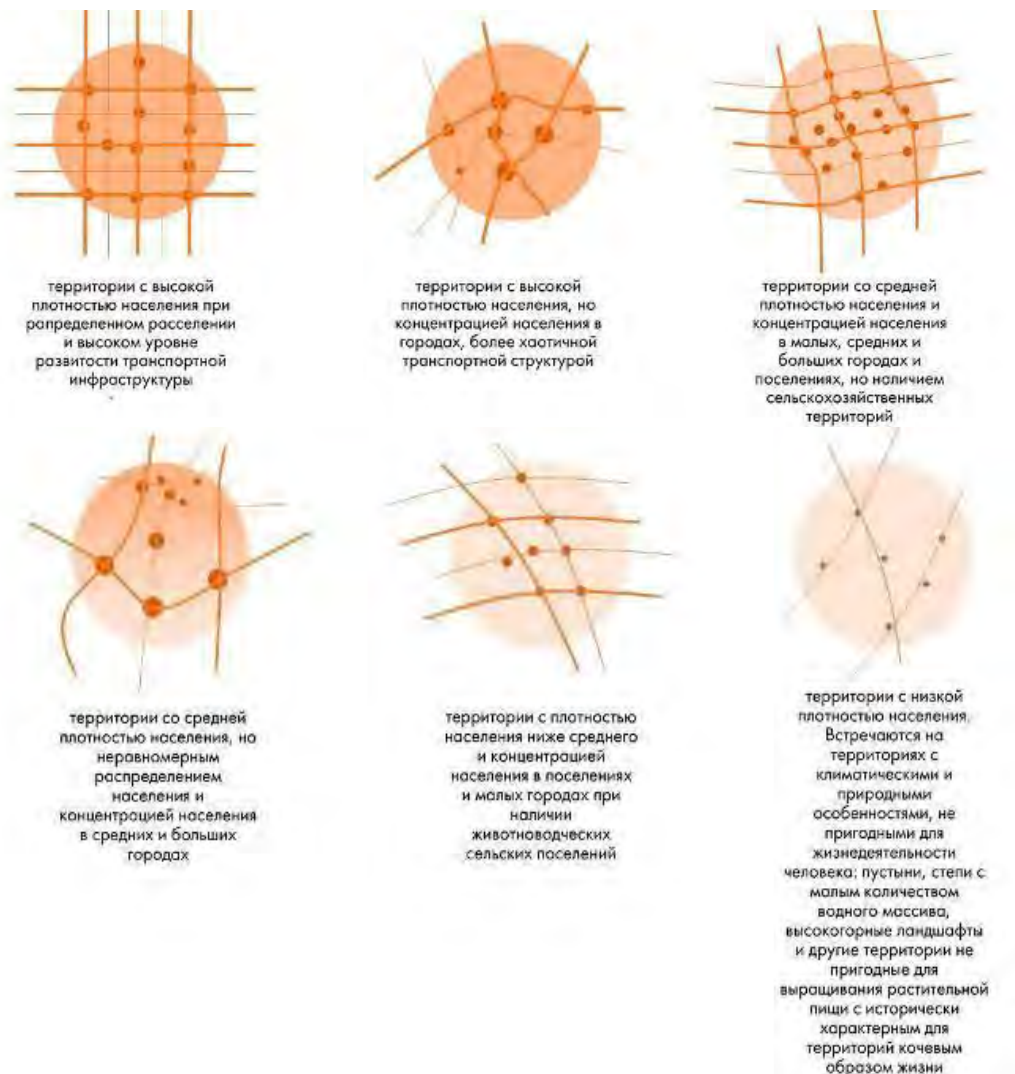 территории с высокой
плотностью населения при
рапределенном расселении
и высоком уровне
развитости транспортной
инфраструктуры
территории с высокой
плотностью населения, но
концентрацией населения в
городах, более хаотичной
транспортной структурой
территории со средней
плотностью населения и
концентрацией населения
в малых, средних и
больших городах и
поселениях, но наличием
сельскохозяйственных
территорий
территории со средней
плотностью населения, но
неравномерным
распределением
населения и
концентрацией населения
в средних и больших
городах
территории с плотностью
населения ниже среднего
и концентрацией
населения в поселениях
и малых городах при
наличии
животноводческих
сельских поселений
территории с низкой
плотностью населения.
Встречаются на
территориях с
климатическими и
природными
особенностями, не
пригодными для
жизнедеятельности
человека: пустыни, степи с
малым количеством
водного массива,
высокогорные ландшафты
и другие территории не
пригодные для
выращивания растительной
пищи с исторически
характерным для
территорий кочевым
образом жизни